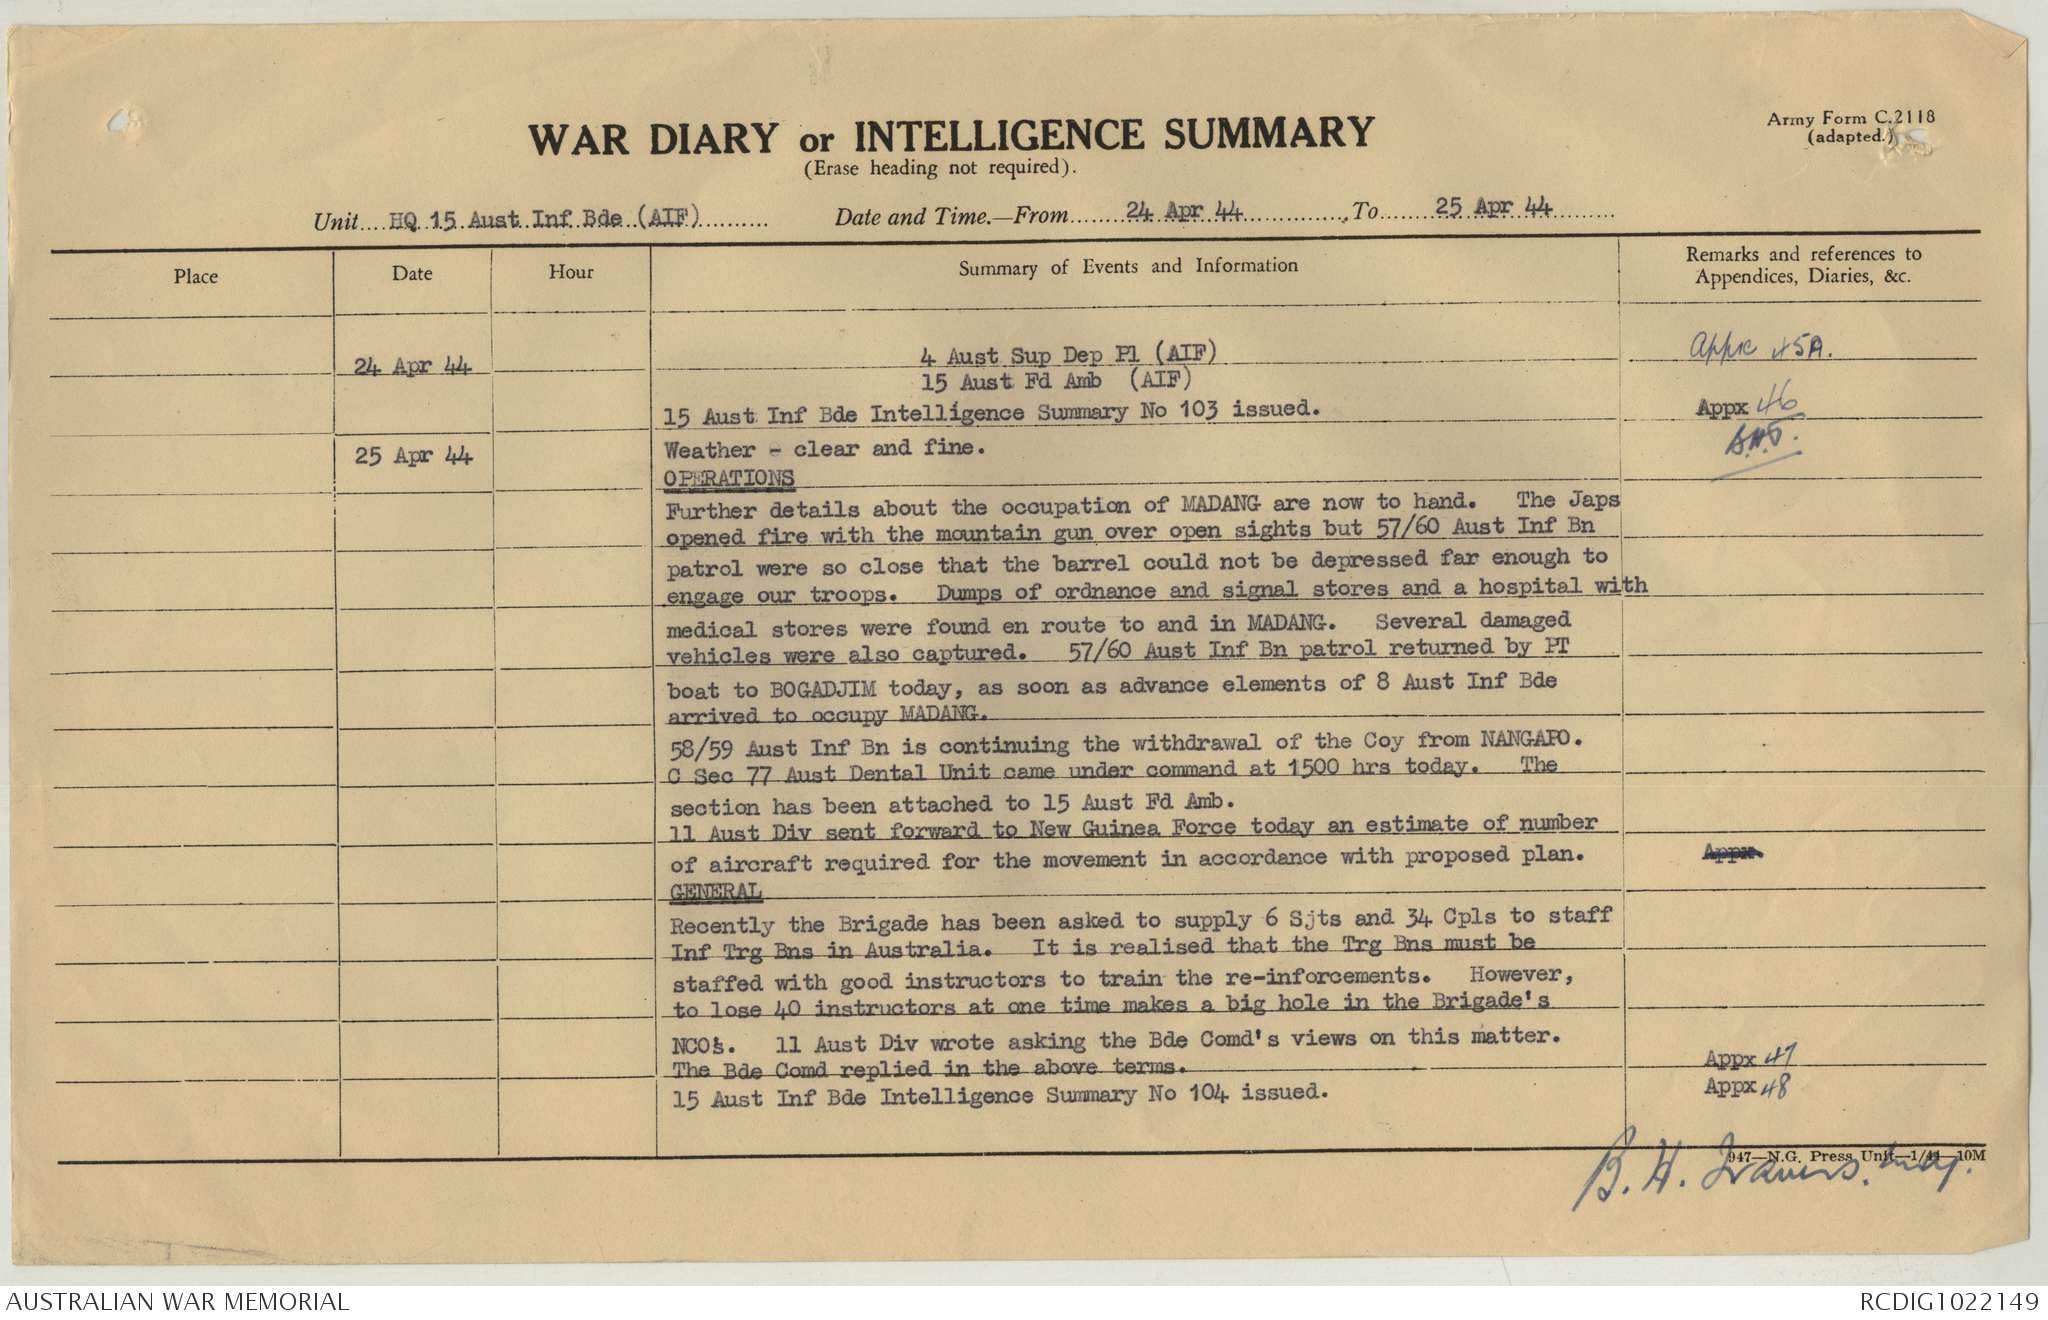 WAR DIARY or INTELLIGENCE SUMMARY
(Erase heading not required).
Army Form C.2118
(adapted.)
Unit....HQ 15 Aust Inf Bde (AIF)..........
Date and Time.—From.......24 Apr 44..............To........25 Apr 44..........
Place
Date
Hour
Summary of Events and Information
Remarks and references to
Appendices, Diaries, &c.
24 Apr 44
4 Aust Sup Dep Pl (AIF)
Appx 45A.
15 Aust Fd Amb (AIF)
15 Aust Inf Bde Intelligence Summary No 103 issued.
Appx 46
25 Apr 44
Weather - clear and fine.
OPERATIONS
Further details about the occupation of MADANG are now to hand. The Japs
opened fire with the mountain gun over open sights but 57/60 Aust Inf Bn
patrol were so close that the barrel could not be depressed far enough to
engage our troops. Dumps of ordnance and signal stores and a hospital with
medical stores were found en route to and in MADANG. Several damaged
vehicles were also captured. 57/60 Aust Inf Bn patrol returned by PT
boat to BOGADJIM today, as soon as advance elements of 8 Aust Inf Bde
arrived to occupy MADANG.
58/59 Aust Inf Bn is continuing the withdrawal of the Coy from NANGAPO.
C Sec 77 Aust Dental Unit came under command at 1500 hrs today. The
section has been attached to 15 Aust Fd Amb.
11 Aust Div sent forward to New Guinea Force today an estimate of number
of aircraft required for the movement in accordance with proposed plan.
Appx.
GENERAL
Recently the Brigade has been asked to supply 6 Sjts and 34 Cpls to staff
Inf Trg Bns in Australia. It is realised that the Trg Bns must be
staffed with good instructors to train the re-inforcements. However,
to lose 40 instructors at one time makes a big hole in the Brigade's
NCO's. 11 Aust Div wrote asking the Bde Comd's views on this matter.
The Bde Comd replied in the above terms.
Appx 47
15 Aust Inf Bde Intelligence Summary No 104 issued.
Appx 48
947—N.G. Press Unit—1/44—10M
B. H. Travers. Maj.
AUSTRALIAN WAR MEMORIAL
RCDIG1022149